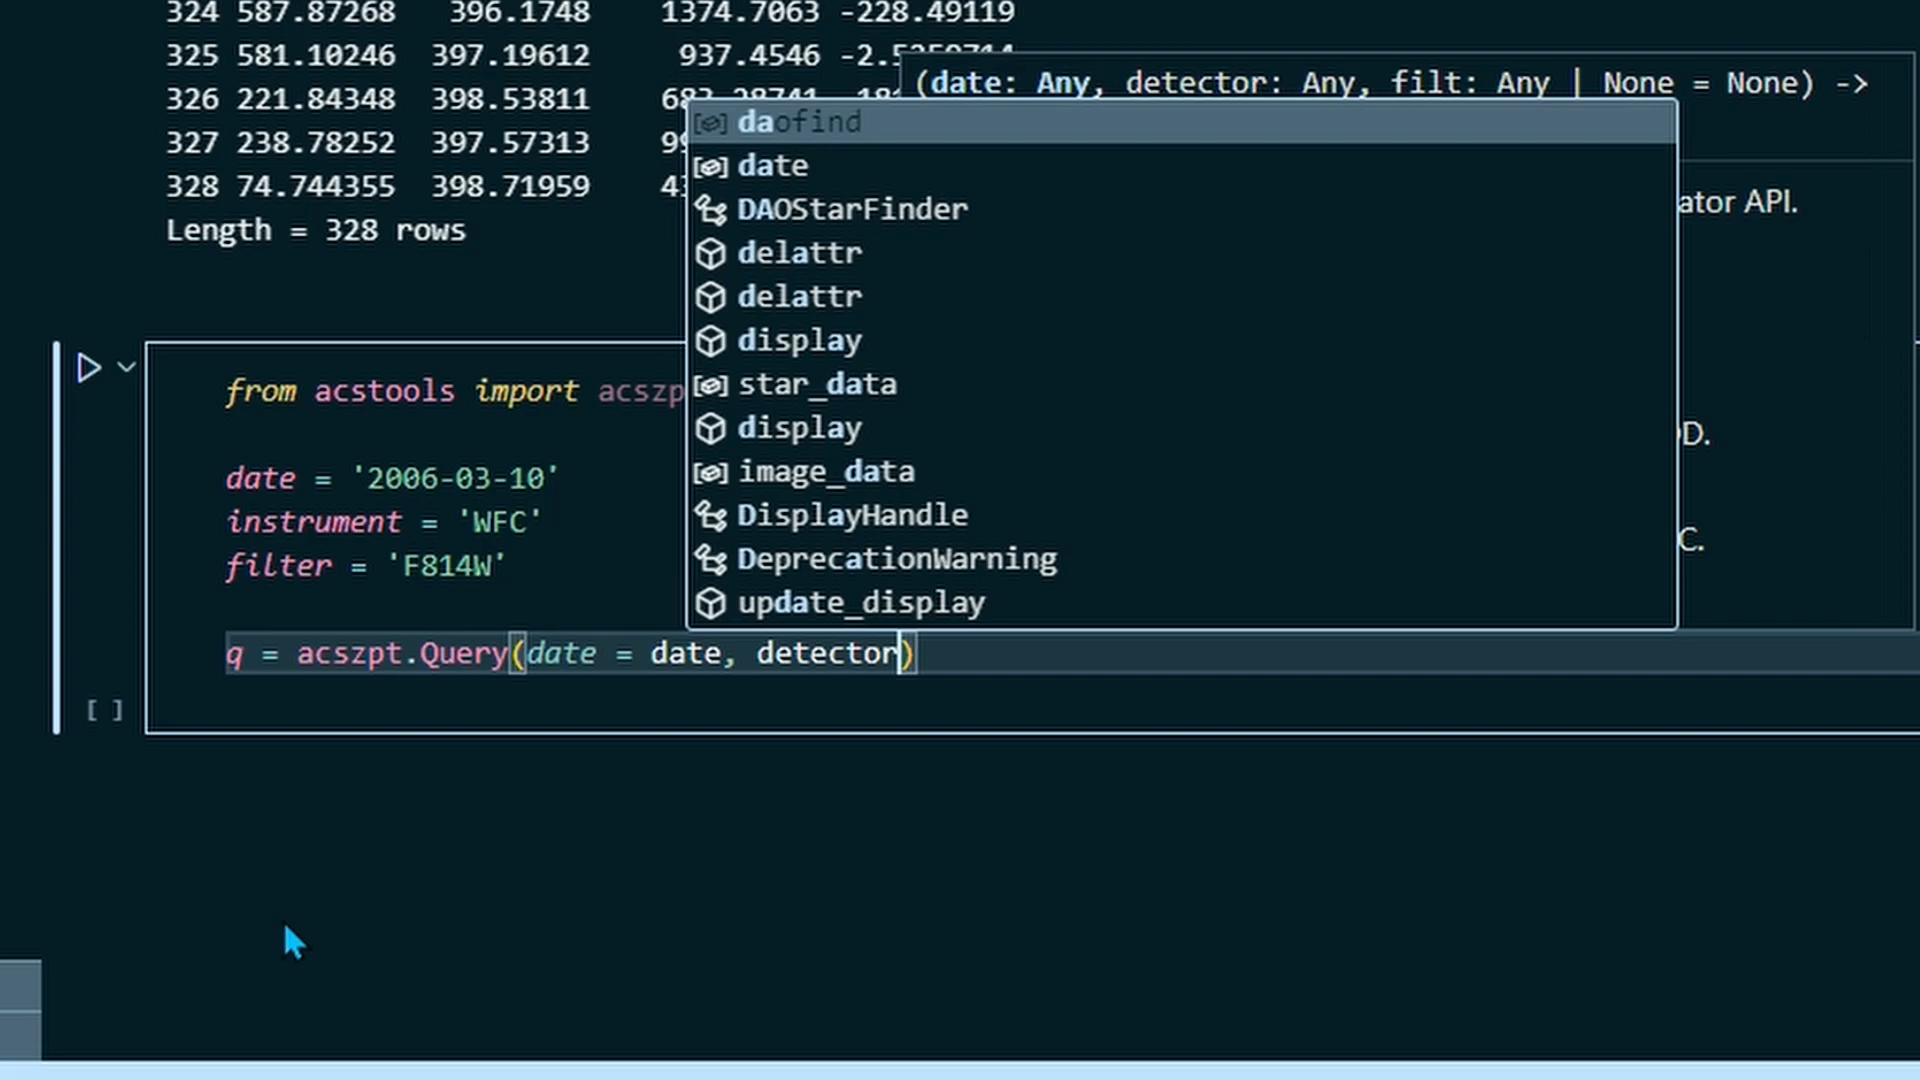 324 587.87268 396.1748 1374.7063 -228.49119
325 581.10246 397.19612 937.4546
326 221.84348 398.53811
327 238.78252 397.57313
328 74.744355 398.71959
Length = 328 rows
(date: Any, detector: Any, filt: Any | None = None) ->
ator API.
D.
C.
daofind
date
DAOStarFinder
delattr
delattr
display
star_data
display
image_data
DisplayHandle
DeprecationWarning
update_display
from acstools import acszp
date = '2006-03-10'
instrument = 'WFC'
filter = 'F814W'
q = acszpt.Query(date = date, detector)
[ ]